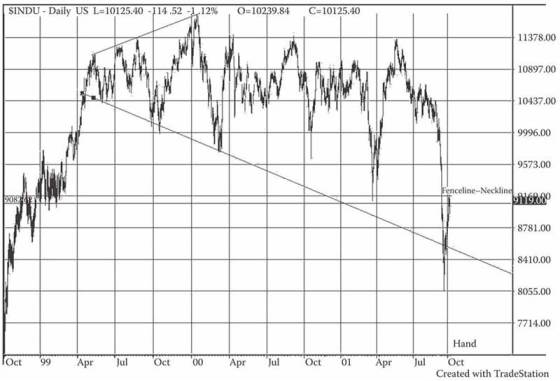 $INDU - Daily US L=10125.40 -114 .52 -1 .12% O=10239.84 C=10125.40
11378.00
10897.00
10437.00
9996.00
9573.00
Fenceline–Neckline
9169.00
9119.00
8781.00
8410.00
8055.00
7714.00
Hand
Oct 99 Apr Jul Oct 00 Apr Jul Oct 01 Apr Jul Oct
Created with TradeStation